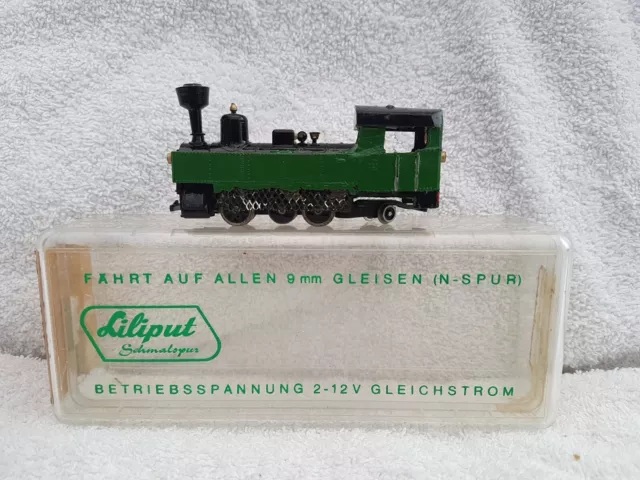 FÄHRT AUF ALLEN 9mm GLEISEN (N-SPUR)
Liliput
Schmalspur
BETRIEBSSPANNUNG 2-12V GLEICHSTROM